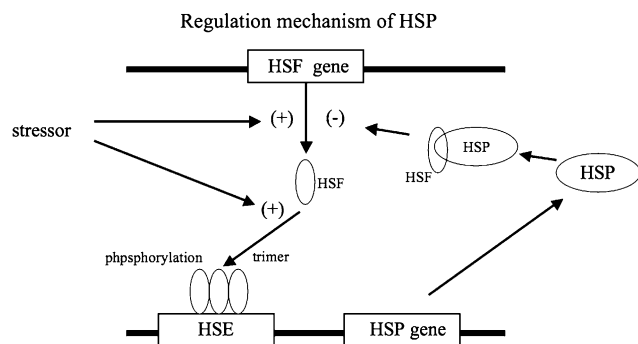 Regulation mechanism of HSP
HSF gene
stressor
(+)
(-)
HSP
HSF
HSP
HSF
(+)
phpsphorylation
trimer
HSE
HSP gene